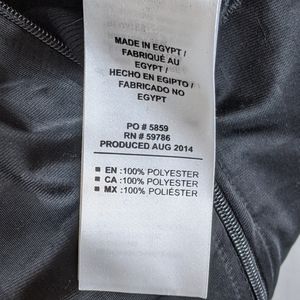 MADE IN EGYPT /
FABRIQUÉ AU
EGYPT /
HECHO EN EGIPTO /
FABRICADO NO
EGYPT
PO # 5859
RN # 59786
PRODUCED AUG 2014
■ EN :100% POLYESTER
■ CA :100% POLYESTER
■ MX :100% POLIÉSTER